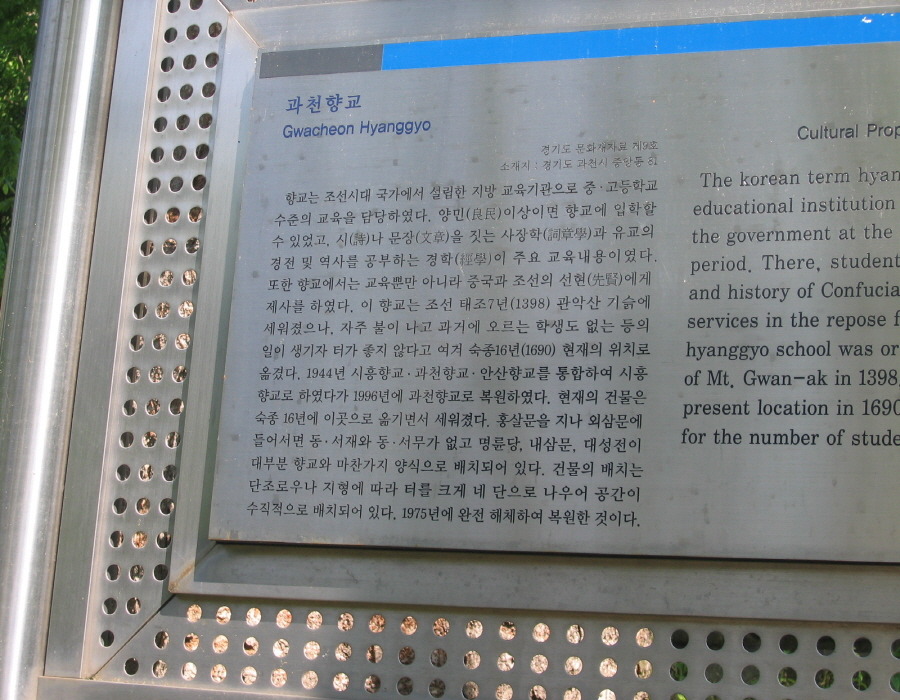 과천향교
Gwacheon Hyanggyo
경기도 문화재자료 제9호
소재지 : 경기도 과천시 중앙동 81
향교는 조선시대 국가에서 설립한 지방 교육기관으로 중·고등학교
수준의 교육을 담당하였다. 양민(良民)이상이면 향교에 입학할
수 있었고, 시(詩)나 문장(文章)을 짓는 사장학(詞章學)과 유교의
경전 및 역사를 공부하는 경학(經學)이 주요 교육내용이였다.
또한 향교에서는 교육뿐만 아니라 중국과 조선의 선현(先賢)에게
제사를 하였다. 이 향교는 조선 태조7년(1398) 관악산 기슭에
세워졌으나, 자주 불이 나고 과거에 오르는 학생도 없는 등의
일이 생기자 터가 좋지 않다고 여겨 숙종16년(1690) 현재의 위치로
옮겼다. 1944년 시흥향교·과천향교·안산향교를 통합하여 시흥
향교로 하였다가 1996년에 과천향교로 복원하였다. 현재의 건물은
숙종 16년에 이곳으로 옮기면서 세워졌다. 홍살문을 지나 외삼문에
들어서면 동·서재와 동·서무가 없고 명륜당, 내삼문, 대성전이
대부분 향교와 마찬가지 양식으로 배치되어 있다. 건물의 배치는
단조로우나 지형에 따라 터를 크게 네 단으로 나우어 공간이
수직적으로 배치되어 있다. 1975년에 완전 해체하여 복원한 것이다.
Cultural Prop
The korean term hyan
educational institution
the government at the
period. There, student
and history of Confucia
services in the repose f
hyanggyo school was or
of Mt. Gwan-ak in 1398,
present location in 1690
for the number of stude